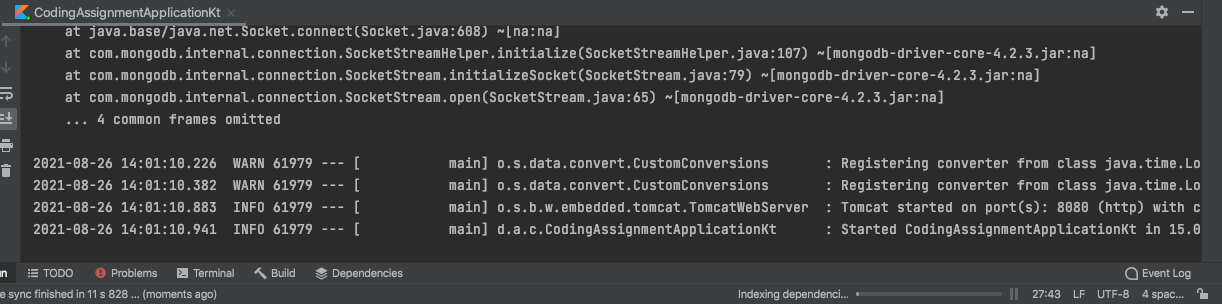 CodingAssignmentApplicationKt
at java.base/java.net.Socket.connect(Socket.java:608) ~[na:na]
at com.mongodb.internal.connection.SocketStreamHelper.initialize(SocketStreamHelper.java:107) ~[mongodb-driver-core-4.2.3.jar:na]
at com.mongodb.internal.connection.SocketStream.initializeSocket(SocketStream.java:79) ~[mongodb-driver-core-4.2.3.jar:na]
at com.mongodb.internal.connection.SocketStream.open(SocketStream.java:65) ~[mongodb-driver-core-4.2.3.jar:na]
... 4 common frames omitted
2021-08-26 14:01:10.226  WARN 61979 --- [           main] o.s.data.convert.CustomConversions       : Registering converter from class java.time.Lo
2021-08-26 14:01:10.382  WARN 61979 --- [           main] o.s.data.convert.CustomConversions       : Registering converter from class java.time.Lo
2021-08-26 14:01:10.883  INFO 61979 --- [           main] o.s.b.w.embedded.tomcat.TomcatWebServer  : Tomcat started on port(s): 8080 (http) with c
2021-08-26 14:01:10.941  INFO 61979 --- [           main] d.a.c.CodingAssignmentApplicationKt      : Started CodingAssignmentApplicationKt in 15.0
un TODO Problems Terminal Build Dependencies Event Log
e sync finished in 11 s 828 ... (moments ago) Indexing dependenci... 27:43 LF UTF-8 4 spac...